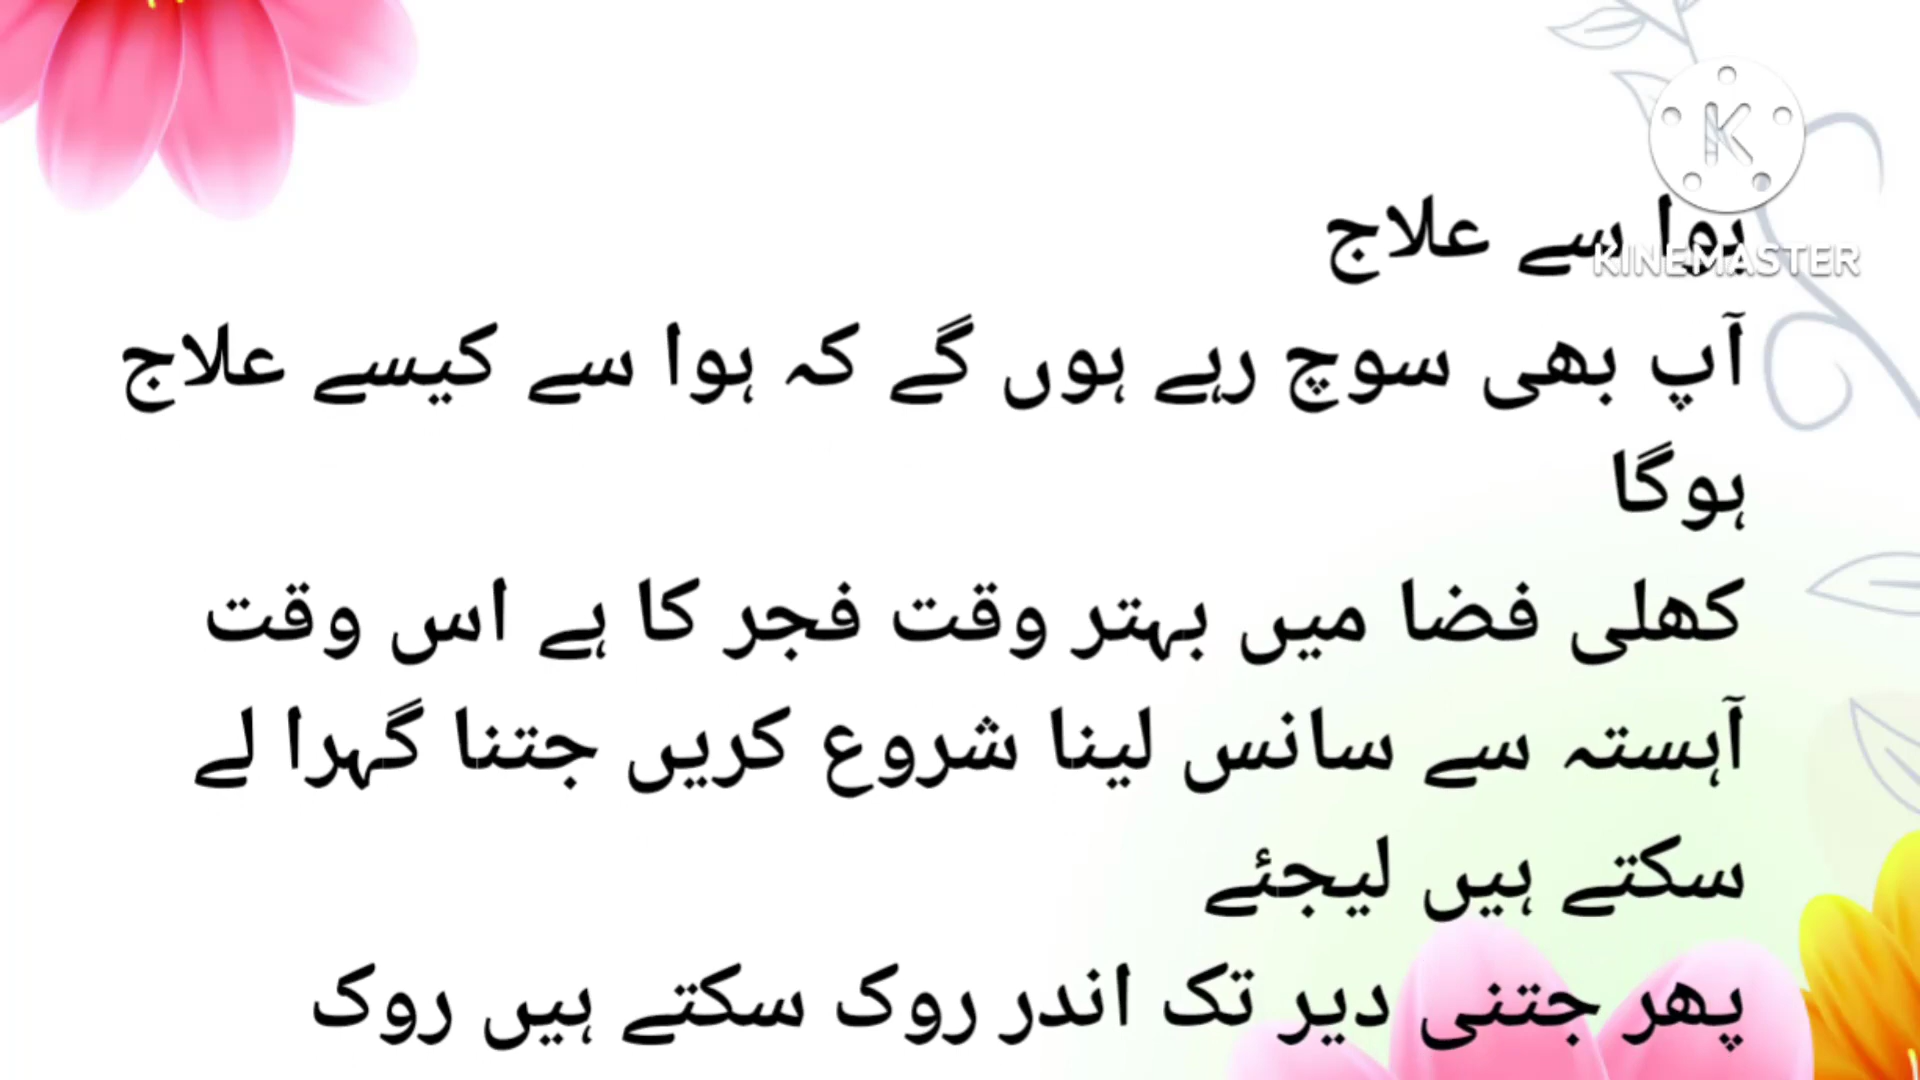 KINEMASTER
ہوا سے علاج
آپ بھی سوچ رہے ہوں گے کہ ہوا سے کیسے علاج
ہوگا
کھلی فضا میں بہتر وقت فجر کا ہے اس وقت
آہستہ سے سانس لینا شروع کریں جتنا گہرا لے
سکتے ہیں لیجئے
پھر جتنی دیر تک اندر روک سکتے ہیں روک